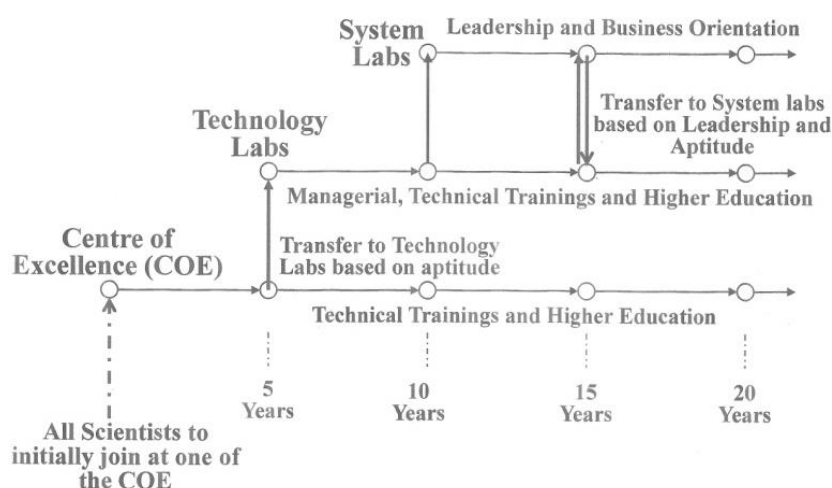 System
Labs
Leadership and Business Orientation
Transfer to System labs
based on Leadership and
Aptitude
Technology
Labs
Managerial, Technical Trainings and Higher Education
Centre of
Excellence (COE)
Transfer to Technology
Labs based on aptitude
Technical Trainings and Higher Education
5
Years
10
Years
15
Years
20
Years
All Scientists to
initially join at one of
the COE